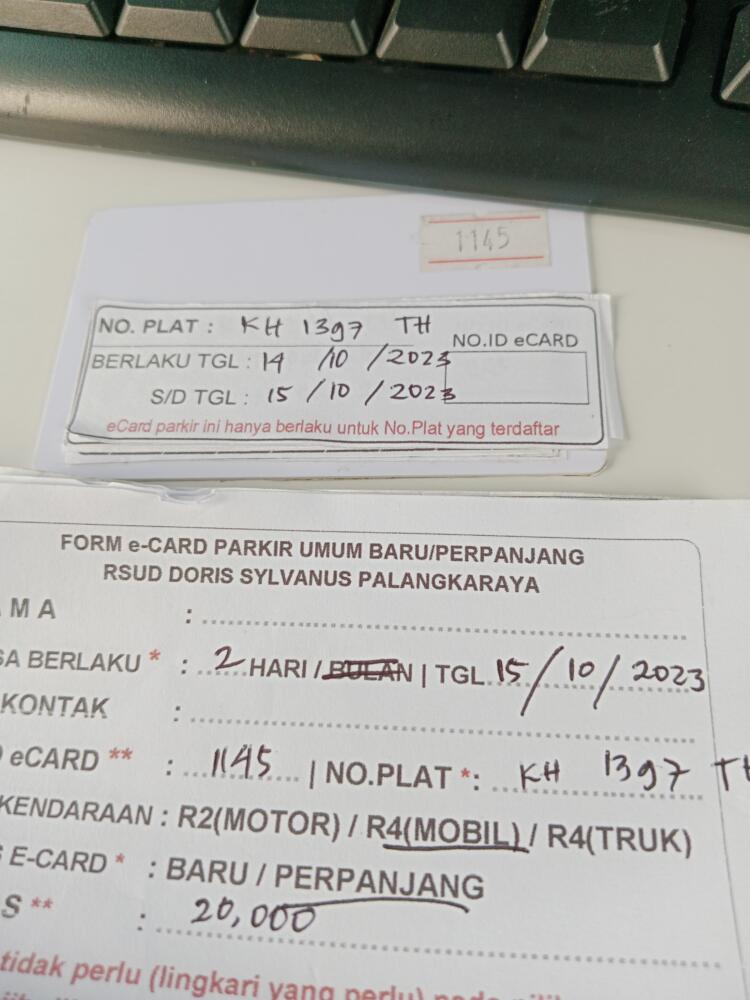 1145
NO. PLAT : KH 1397 TH
NO.ID eCARD
BERLAKU TGL : 14 / 10 / 2023
S/D TGL : 15 / 10 / 2023
eCard parkir ini hanya berlaku untuk No.Plat yang terdaftar
FORM e-CARD PARKIR UMUM BARU/PERPANJANG
RSUD DORIS SYLVANUS PALANGKARAYA
A M A :
SA BERLAKU * : 2 HARI / BULAN | TGL 15 / 10 / 2023
KONTAK :
D eCARD ** : 1145 | NO.PLAT *: KH 1397 TH
KENDARAAN : R2(MOTOR) / R4(MOBIL) / R4(TRUK)
S E-CARD * : BARU / PERPANJANG
S ** : 20,000
tidak perlu (lingkari yang perlu)